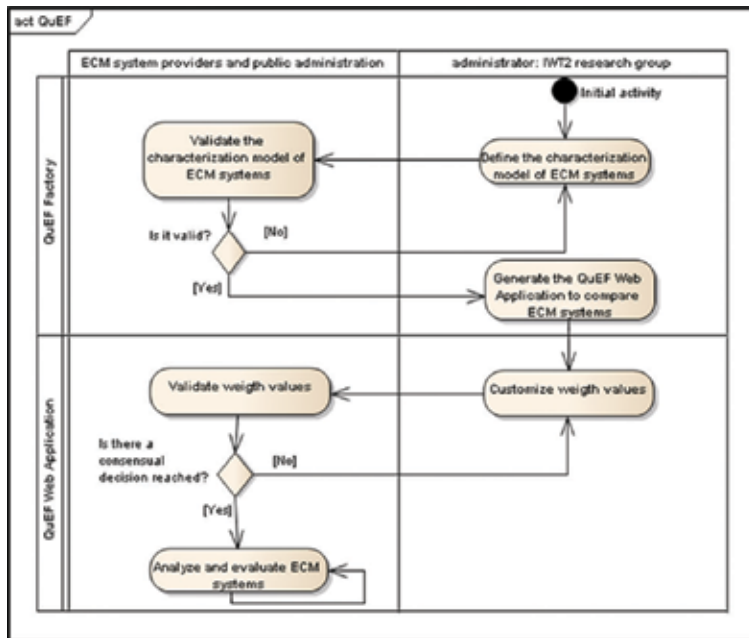 act QuEF
ECM system providers and public administration
administrator: IWT2 research group
QuEF Factory
Initial activity
Validate the
characterization model of
ECM systems
Define the characterization
model of ECM systems
Is it valid?
[No]
[Yes]
Generate the QuEF Web
Application to compare
ECM systems
QuEF Web Application
Validate weigth values
Customize weigth values
Is there a
consensual
decision reached?
[No]
[Yes]
Analyze and evaluate ECM
systems